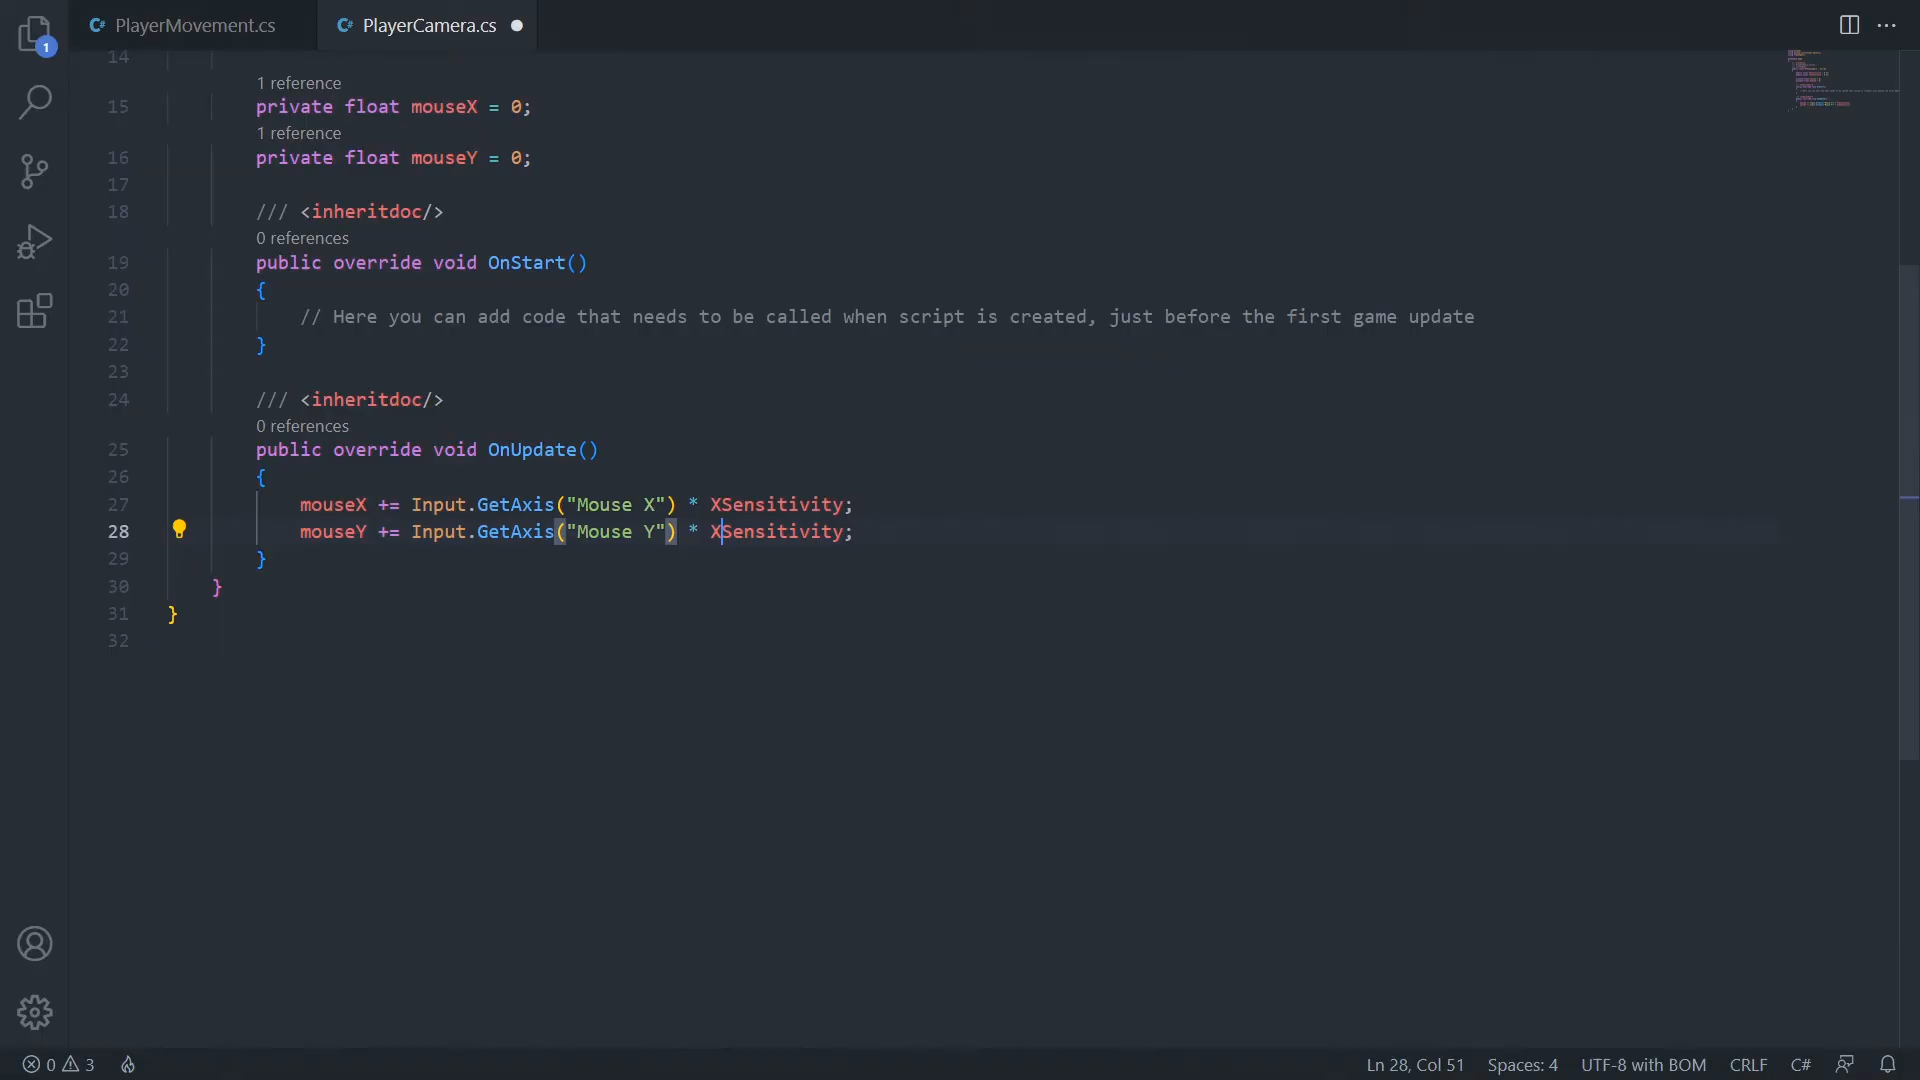 C# PlayerMovement.cs
C# PlayerCamera.cs
1
14
1 reference
15 private float mouseX = 0;
1 reference
16 private float mouseY = 0;
17
18 /// <inheritdoc/>
0 references
19 public override void OnStart()
20 {
21 // Here you can add code that needs to be called when script is created, just before the first game update
22 }
23
24 /// <inheritdoc/>
0 references
25 public override void OnUpdate()
26 {
27 mouseX += Input.GetAxis("Mouse X") * XSensitivity;
28 mouseY += Input.GetAxis("Mouse Y") * XSensitivity;
29 }
30 }
31 }
32
0 3 Ln 28, Col 51 Spaces: 4 UTF-8 with BOM CRLF C#